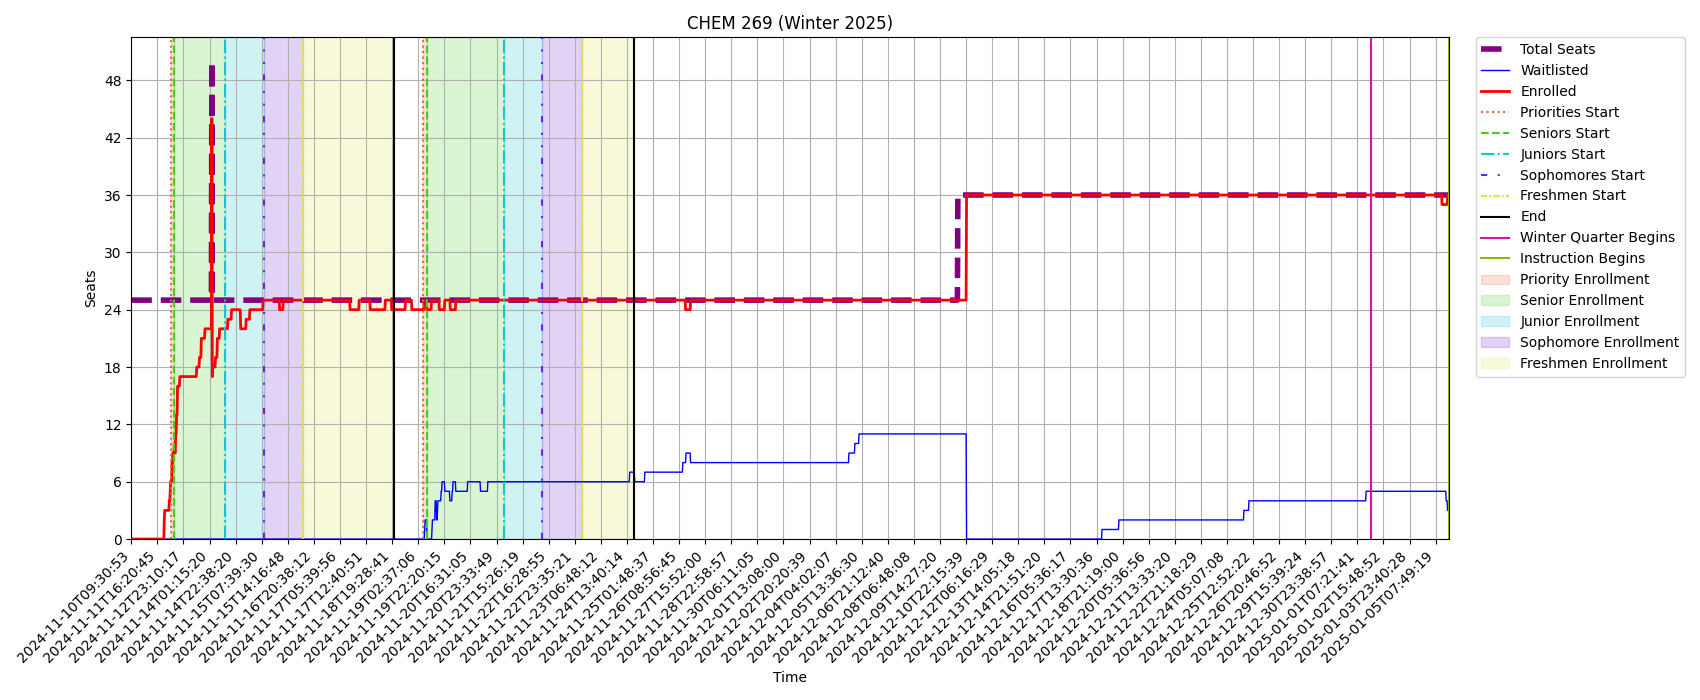 CHEM 269 (Winter 2025)
Seats
48
42
36
30
24
18
12
6
0
2024-11-10T09:30:53
2024-11-11T16:20:45
2024-11-12T23:10:17
2024-11-14T01:15:20
2024-11-14T22:38:20
2024-11-15T07:39:30
2024-11-15T14:16:48
2024-11-16T20:38:12
2024-11-17T05:39:56
2024-11-17T12:40:51
2024-11-18T19:28:41
2024-11-19T02:37:06
2024-11-19T22:20:15
2024-11-20T16:31:05
2024-11-20T23:33:49
2024-11-21T15:26:19
2024-11-22T16:28:55
2024-11-22T23:35:21
2024-11-23T06:48:12
2024-11-24T13:40:14
2024-11-25T01:48:37
2024-11-26T08:56:45
2024-11-27T15:52:00
2024-11-28T22:58:57
2024-11-30T06:11:05
2024-12-01T13:08:00
2024-12-02T20:20:39
2024-12-04T04:02:07
2024-12-05T13:36:30
2024-12-06T21:12:40
2024-12-08T06:48:08
2024-12-09T14:27:20
2024-12-10T22:15:39
2024-12-12T06:16:29
2024-12-13T14:05:18
2024-12-14T21:51:20
2024-12-16T05:36:17
2024-12-17T13:30:36
2024-12-18T21:19:00
2024-12-20T05:36:56
2024-12-21T13:33:20
2024-12-22T21:18:29
2024-12-24T05:07:08
2024-12-25T12:52:22
2024-12-26T20:46:52
2024-12-29T15:39:24
2024-12-30T23:38:57
2025-01-01T07:21:41
2025-01-02T15:48:52
2025-01-03T23:40:28
2025-01-05T07:49:19
Time
Total Seats
Waitlisted
Enrolled
Priorities Start
Seniors Start
Juniors Start
Sophomores Start
Freshmen Start
End
Winter Quarter Begins
Instruction Begins
Priority Enrollment
Senior Enrollment
Junior Enrollment
Sophomore Enrollment
Freshmen Enrollment